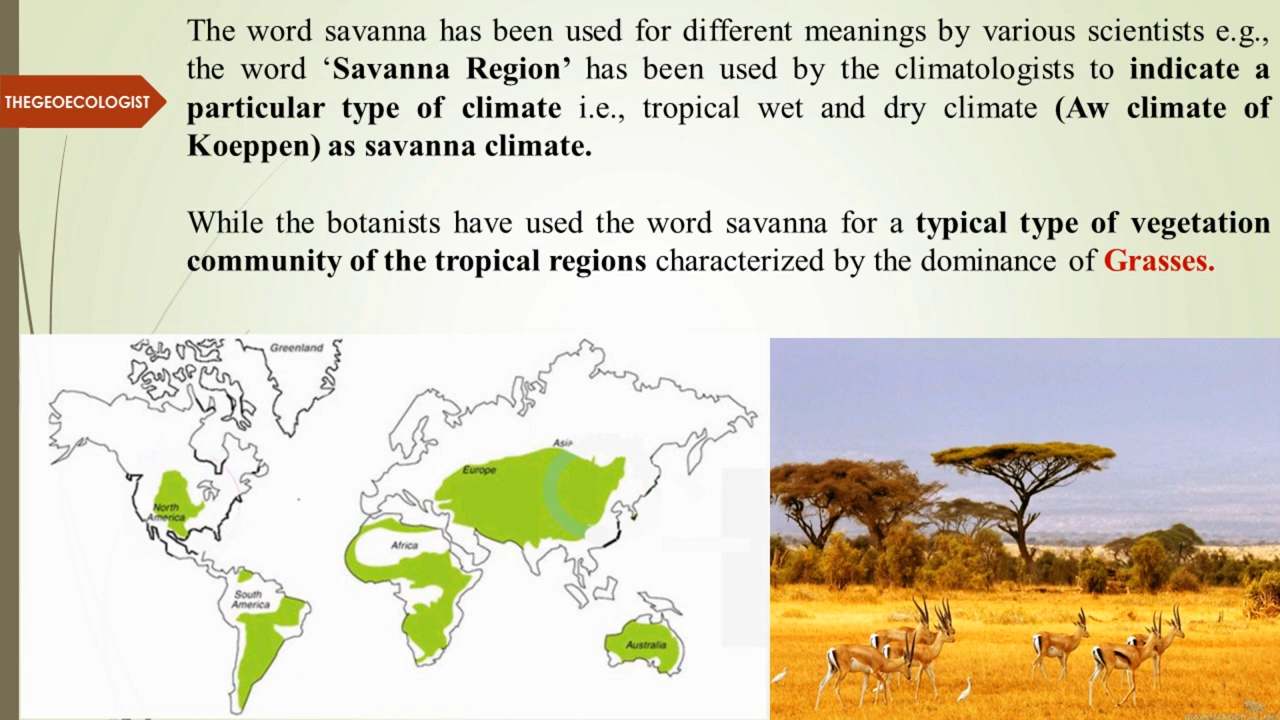 The word savanna has been used for different meanings by various scientists e.g.,
the word ‘Savanna Region’ has been used by the climatologists to indicate a
THEGEOECOLOGIST
particular type of climate i.e., tropical wet and dry climate (Aw climate of
Koeppen) as savanna climate.
While the botanists have used the word savanna for a typical type of vegetation
community of the tropical regions characterized by the dominance of Grasses.
Greenland
Asia
Europe
North
America
Africa
South
America
Australia